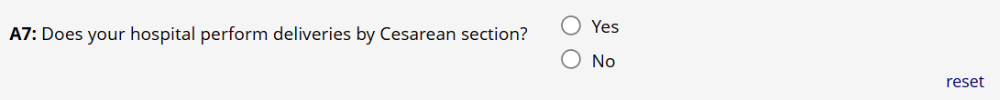 A7: Does your hospital perform deliveries by Cesarean section?
Yes
No
reset